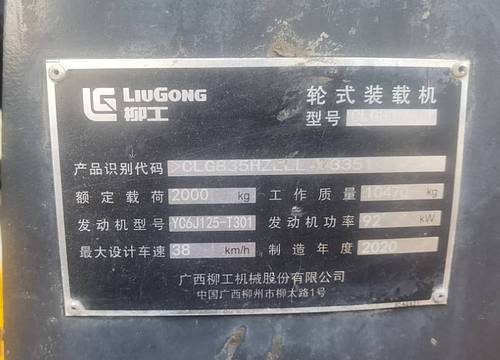 LIUGONG
柳工
轮式装载机
型号
产品识别代码
额定载荷 2000 kg 工作质量 10470 kg
发动机型号 YC6J125-T301 发动机功率 92 kW
最大设计车速 38 km/h 制造年度 2020
广西柳工机械股份有限公司
中国广西柳州市柳太路1号